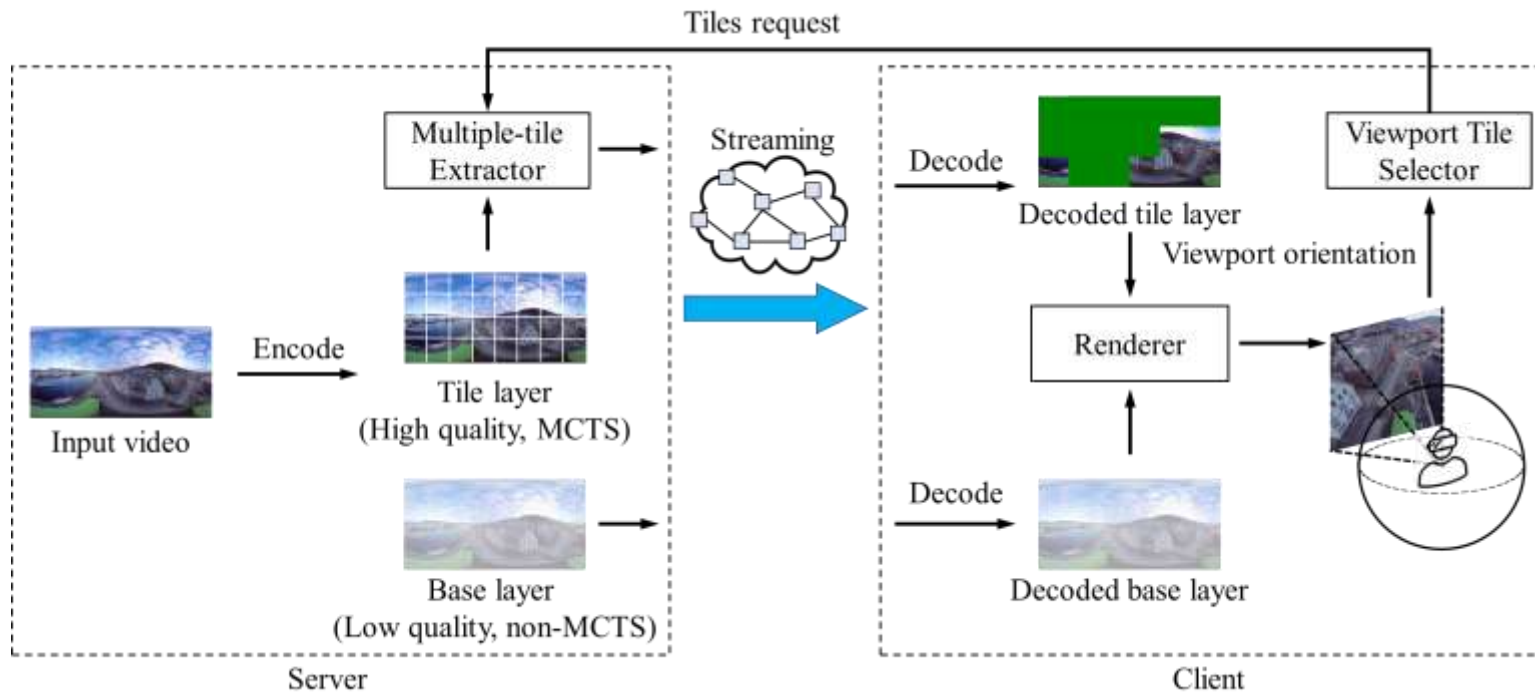 Tiles request
Multiple-tile
Extractor
Streaming
Decode
Viewport Tile
Selector
Decoded tile layer
Viewport orientation
Encode
Renderer
Tile layer
(High quality, MCTS)
Input video
Decode
Base layer
(Low quality, non-MCTS)
Decoded base layer
Server
Client